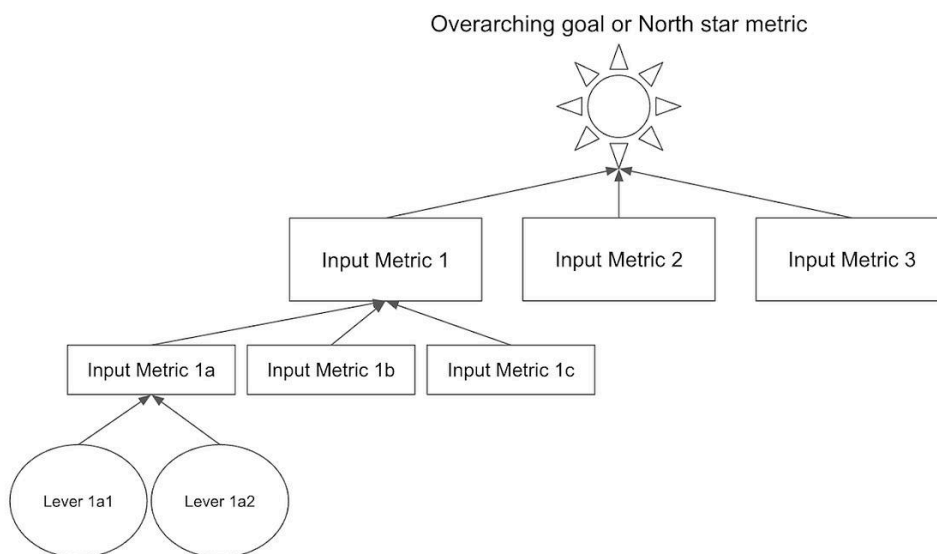 Overarching goal or North star metric
Input Metric 1
Input Metric 2
Input Metric 3
Input Metric 1a
Input Metric 1b
Input Metric 1c
Lever 1a1
Lever 1a2